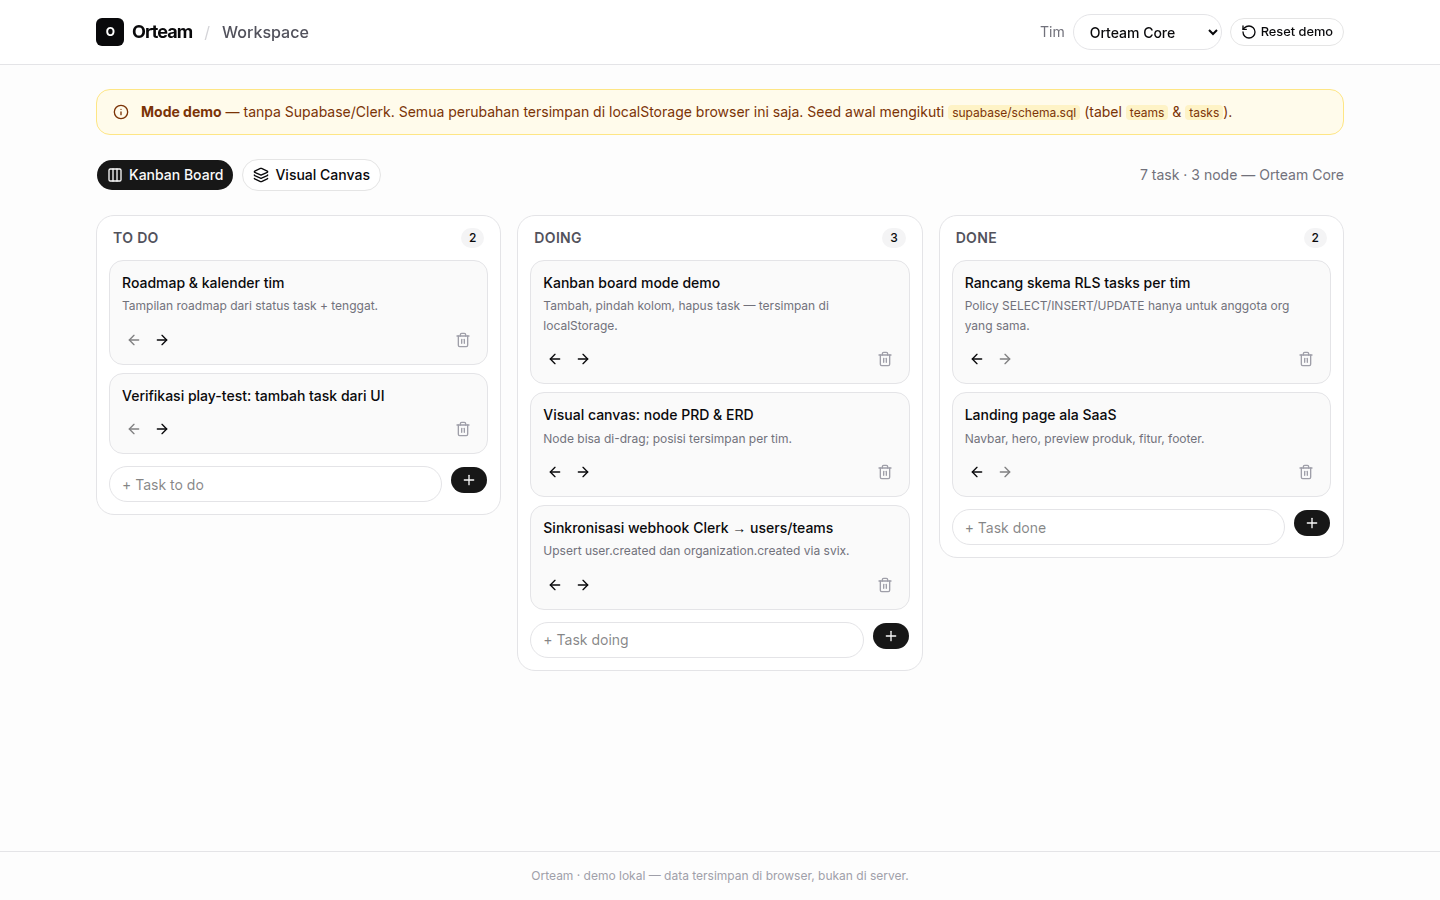 O Orteam / Workspace
Tim Orteam Core Reset demo
Mode demo — tanpa Supabase/Clerk. Semua perubahan tersimpan di localStorage browser ini saja. Seed awal mengikuti supabase/schema.sql (tabel teams & tasks ).
Kanban Board Visual Canvas
7 task · 3 node — Orteam Core
TO DO 2
Roadmap & kalender tim
Tampilan roadmap dari status task + tenggat.
Verifikasi play-test: tambah task dari UI
+ Task to do
DOING 3
Kanban board mode demo
Tambah, pindah kolom, hapus task — tersimpan di
localStorage.
Visual canvas: node PRD & ERD
Node bisa di-drag; posisi tersimpan per tim.
Sinkronisasi webhook Clerk → users/teams
Upsert user.created dan organization.created via svix.
+ Task doing
DONE 2
Rancang skema RLS tasks per tim
Policy SELECT/INSERT/UPDATE hanya untuk anggota org
yang sama.
Landing page ala SaaS
Navbar, hero, preview produk, fitur, footer.
+ Task done
Orteam · demo lokal — data tersimpan di browser, bukan di server.